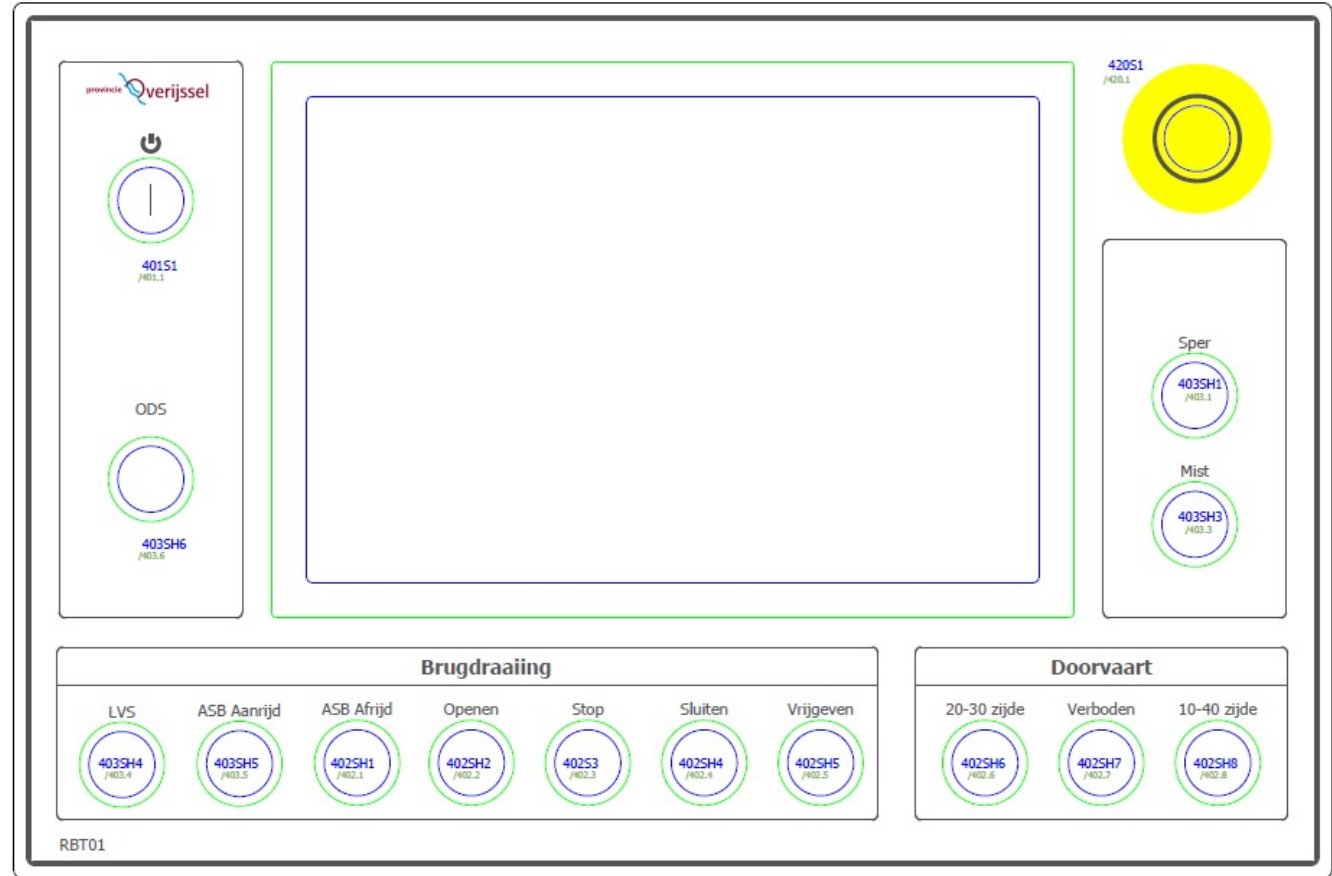 provincie Overijssel
401S1
/401.1
ODS
403SH6
/403.6
420S1
/420.1
Sper
403SH1
/403.1
Mist
403SH3
/403.3
Brugdraaiing
LVS
403SH4
/403.4
ASB Aanrijd
403SH5
/403.5
ASB Afrijd
402SH1
/402.1
Openen
402SH2
/402.2
Stop
402S3
/402.3
Sluiten
402SH4
/402.4
Vrijgeven
402SH5
/402.5
Doorvaart
20-30 zijde
402SH6
/402.6
Verboden
402SH7
/402.7
10-40 zijde
402SH8
/402.8
RBT01